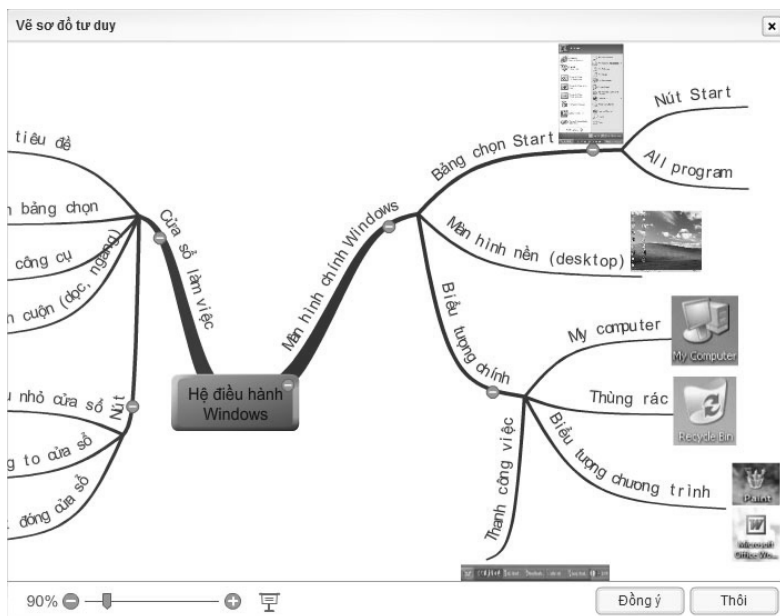 Vẽ sơ đồ tư duy
tiêu đề
bảng chọn
công cụ
cuộn (dọc, ngang)
Cửa sổ làm việc
nhỏ cửa sổ
to cửa sổ
đóng cửa sổ
Nút
Hệ điều hành
Windows
Màn hình chính Windows
Bảng chọn Start
Nút Start
All program
Màn hình nền (desktop)
Biểu tượng chính
My computer
My Computer
Thùng rác
Recycle Bin
Biểu tượng chương trình
Paint
Microsoft
Office Wo...
Thanh công việc
90%
Đồng ý
Thôi